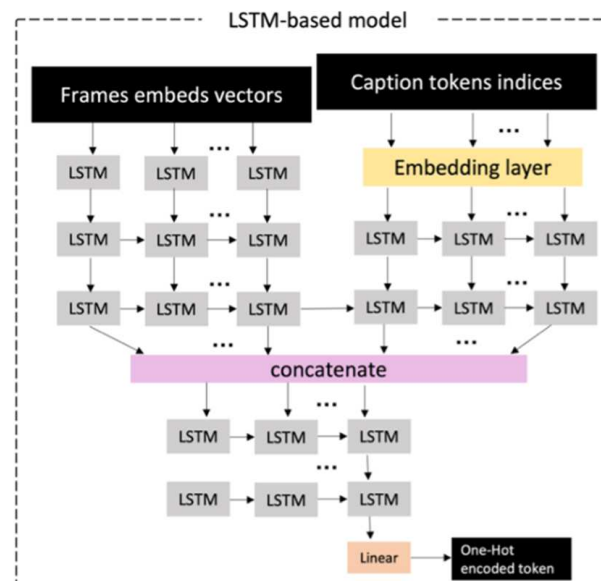 LSTM-based model
Frames embeds vectors
Caption tokens indices
...
...
Embedding layer
LSTM LSTM LSTM
...
...
LSTM LSTM LSTM
LSTM LSTM LSTM
...
...
LSTM LSTM LSTM
LSTM LSTM LSTM
...
...
concatenate
...
LSTM LSTM LSTM
...
LSTM LSTM LSTM
Linear
One-Hot
encoded token